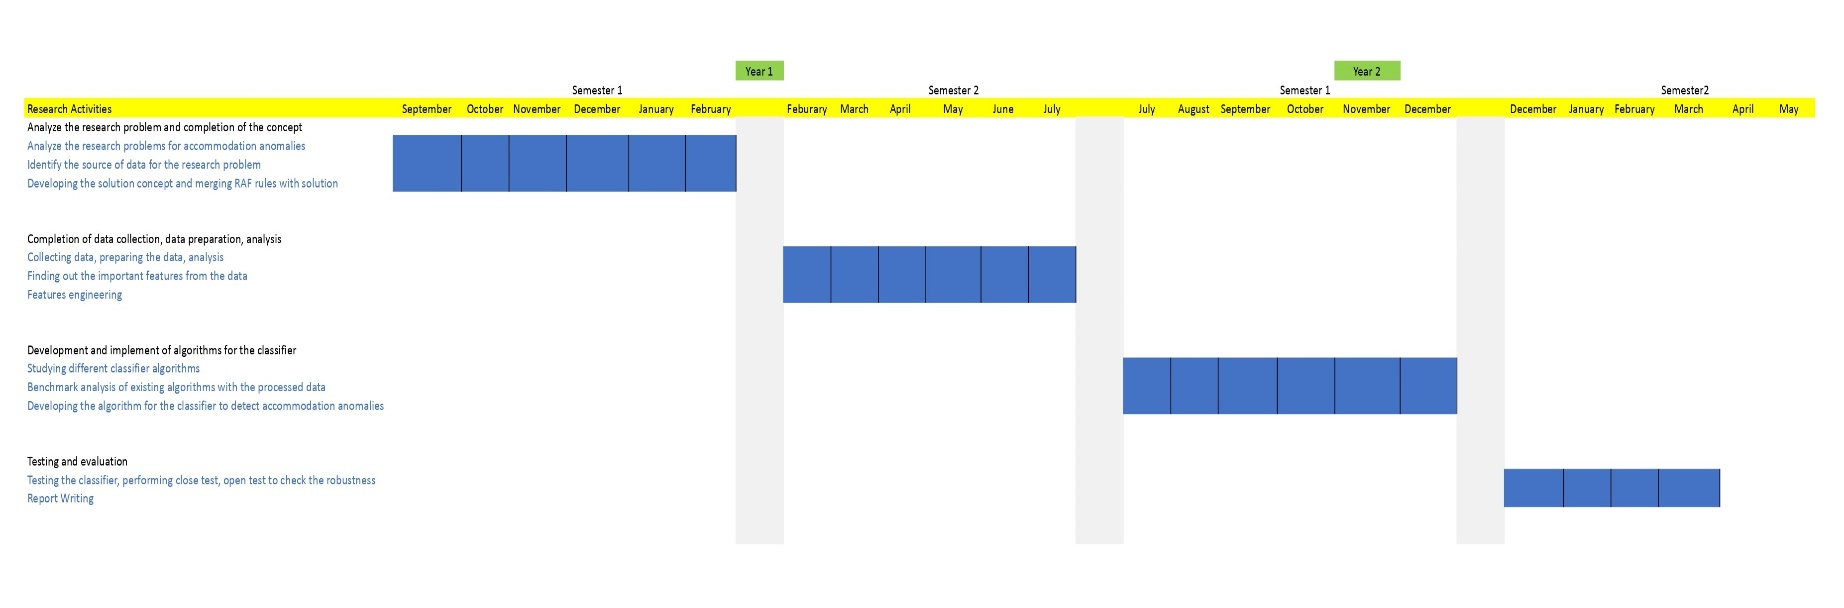 Year 1 Year 2
Semester 1 Semester 2 Semester 1 Semester2
Research Activities September October November December January February Feburary March April May June July July August September October November December December January February March April May
Analyze the research problem and completion of the concept
Analyze the research problems for accommodation anomalies
Identify the source of data for the research problem
Developing the solution concept and merging RAF rules with solution
Completion of data collection, data preparation, analysis
Collecting data, preparing the data, analysis
Finding out the important features from the data
Features engineering
Development and implement of algorithms for the classifier
Studying different classifier algorithms
Benchmark analysis of existing algorithms with the processed data
Developing the algorithm for the classifier to detect accommodation anomalies
Testing and evaluation
Testing the classifier, performing close test, open test to check the robustness
Report Writing